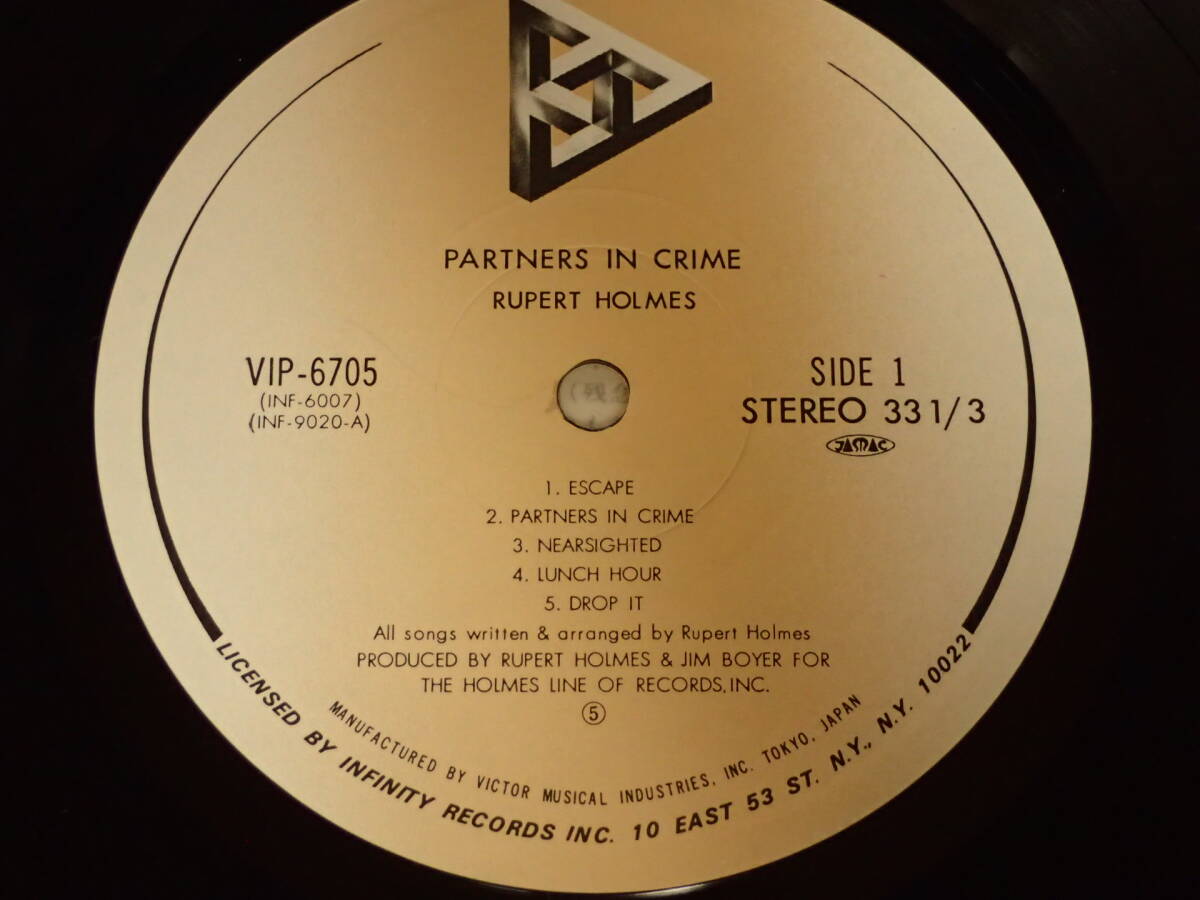 PARTNERS IN CRIME
RUPERT HOLMES
VIP-6705
(INF-6007)
(INF-9020-A)
SIDE 1
STEREO 33 1/3
JASRAC
1. ESCAPE
2. PARTNERS IN CRIME
3. NEARSIGHTED
4. LUNCH HOUR
5. DROP IT
All songs written & arranged by Rupert Holmes
PRODUCED BY RUPERT HOLMES & JIM BOYER FOR
THE HOLMES LINE OF RECORDS, INC.
⑤
MANUFACTURED BY VICTOR MUSICAL INDUSTRIES, INC. TOKYO, JAPAN
LICENSED BY INFINITY RECORDS INC. 10 EAST 53 ST. N.Y., N.Y. 10022